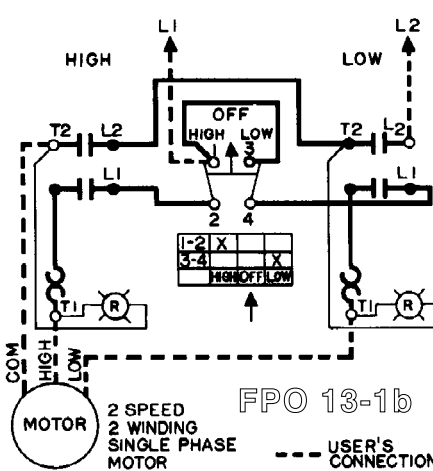 L1
L2
HIGH
LOW
OFF
HIGH LOW
1 3
T2 L2
T2 L2
L1
L1
2 4
1-2 X
3-4 X
HIGH OFF LOW
T1 R
T1 R
COM
HIGH
LOW
MOTOR
2 SPEED
2 WINDING
SINGLE PHASE
MOTOR
FPO 13-1b
USER'S
CONNECTION